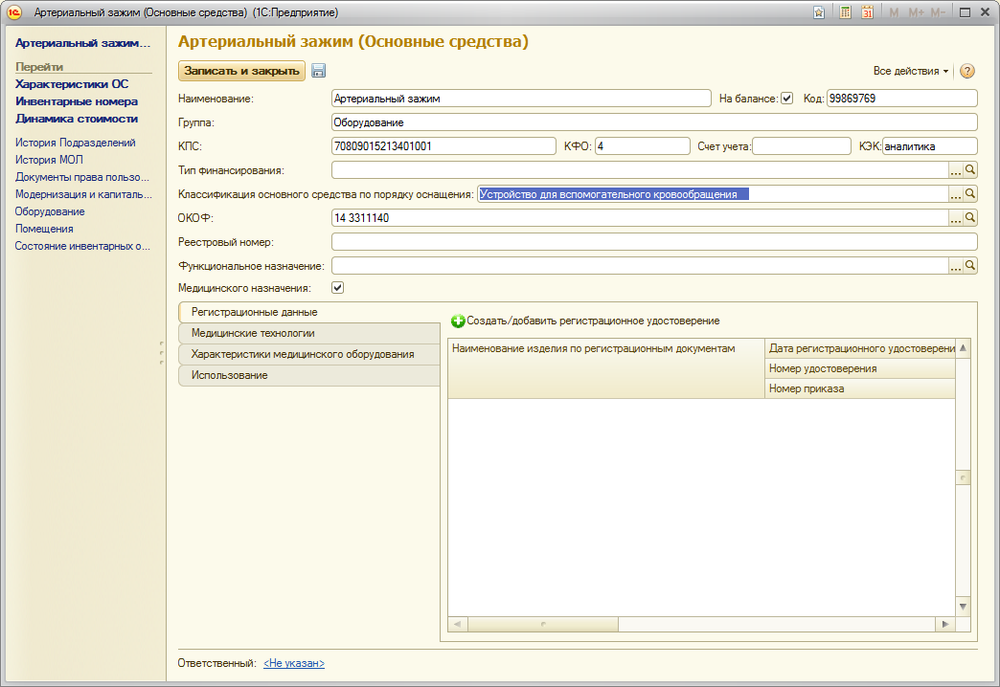 Артериальный зажим (Основные средства) (1С:Предприятие)
M M+ M-
Артериальный зажим...
Перейти
Характеристики ОС
Инвентарные номера
Динамика стоимости
История Подразделений
История МОЛ
Документы права пользо...
Модернизация и капиталь...
Оборудование
Помещения
Состояние инвентарных о...
Артериальный зажим (Основные средства)
Записать и закрыть
Все действия
Наименование: Артериальный зажим На балансе: Код: 99869769
Группа: Оборудование
КПС: 70809015213401001 КФО: 4 Счет учета: КЭК: аналитика
Тип финансирования:
Классификация основного средства по порядку оснащения: Устройство для вспомогательного кровообращения
ОКОФ: 14 3311140
Реестровый номер:
Функциональное назначение:
Медицинского назначения:
Регистрационные данные
Медицинские технологии
Характеристики медицинского оборудования
Использование
Создать/добавить регистрационное удостоверение
Наименование изделия по регистрационным документам
Дата регистрационного удостоверени
Номер удостоверения
Номер приказа
Ответственный: <Не указан>